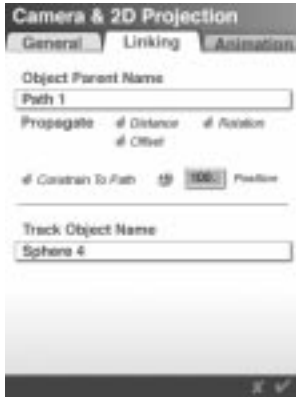 Camera & 2D Projection
General Linking Animation
Object Parent Name
Path 1
Propagate Distance Rotation
Offset
Constrain To Path 100. Position
Track Object Name
Sphere 4